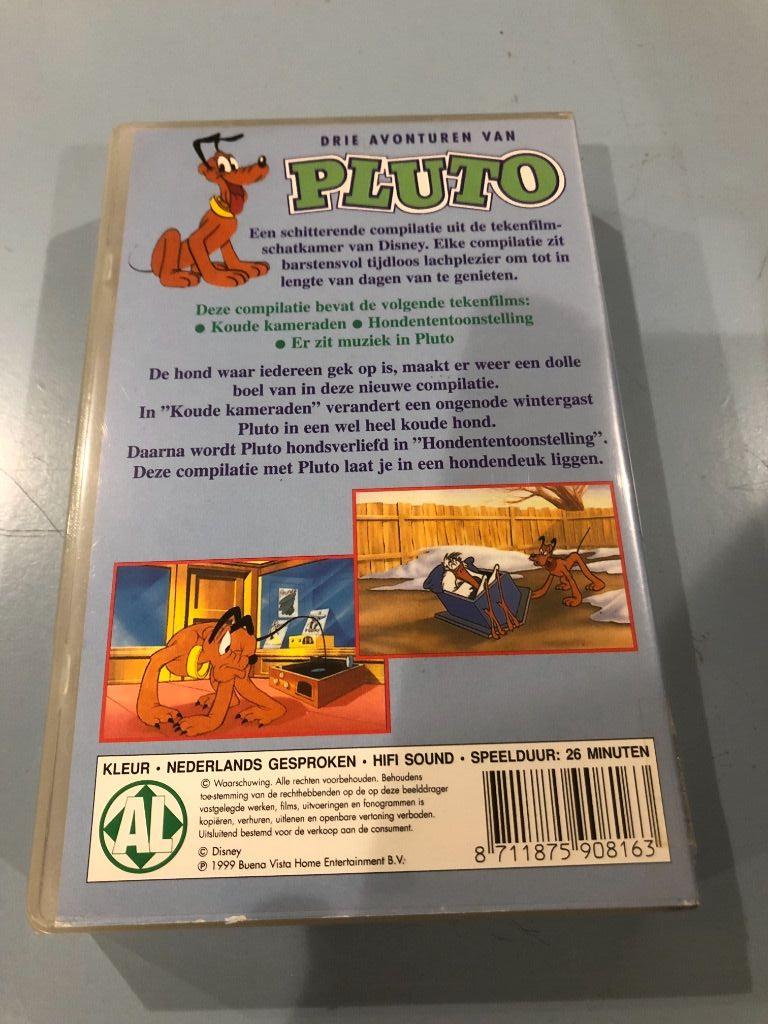 DRIE AVONTUREN VAN
PLUTO
Een schitterende compilatie uit de tekenfilm-
schatkamer van Disney. Elke compilatie zit
barstensvol tijdloos lachplezier om tot in
lengte van dagen van te genieten.
Deze compilatie bevat de volgende tekenfilms:
● Koude kameraden ● Hondententoonstelling
● Er zit muziek in Pluto
De hond waar iedereen gek op is, maakt er weer een dolle
boel van in deze nieuwe compilatie.
In ”Koude kameraden” verandert een ongenode wintergast
Pluto in een wel heel koude hond.
Daarna wordt Pluto hondsverliefd in ”Hondententoonstelling”.
Deze compilatie met Pluto laat je in een hondendeuk liggen.
KLEUR · NEDERLANDS GESPROKEN · HIFI SOUND · SPEELDUUR: 26 MINUTEN
AL
© Waarschuwing. Alle rechten voorbehouden. Behoudens
toe-stemming van de rechthebbenden op de op deze beelddrager
vastgelegde werken, films, uitvoeringen en fonogrammen is
kopiëren, verhuren, uitlenen en openbare vertoning verboden.
Uitsluitend bestemd voor de verkoop aan de consument.
© Disney
℗ 1999 Buena Vista Home Entertainment B.V.
8 711875 908163